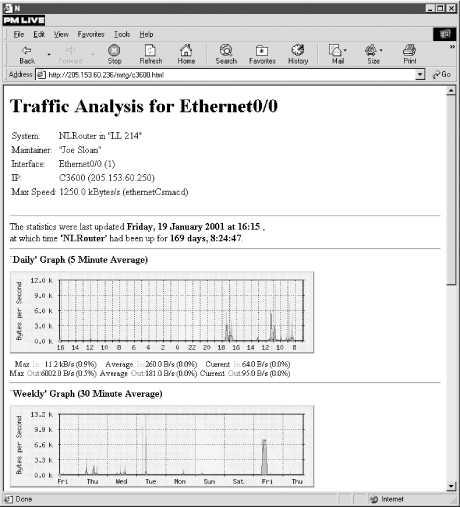 N
PM LIVE
File Edit View Favorites Tools Help
Back Forward Stop Refresh Home Search Favorites History Mail Size Print
Address http://205.153.60.236/mrtg/c3600.html Go
Traffic Analysis for Ethernet0/0
System: NLRouter in "LL 214"
Maintainer: "Joe Sloan"
Interface: Ethernet0/0 (1)
IP: C3600 (205.153.60.250)
Max Speed: 1250.0 kBytes/s (ethernetCsmacd)
The statistics were last updated Friday, 19 January 2001 at 16:15 ,
at which time 'NLRouter' had been up for 169 days, 8:24:47.
`Daily' Graph (5 Minute Average)
Bytes per Second
12.0 k
9.0 k
6.0 k
3.0 k
0.0 k
16 14 12 10 8 6 4 2 0 22 20 18 16 14 12 10 8
Max In: 11.2 kB/s (0.9%) Average In: 260.0 B/s (0.0%) Current In: 64.0 B/s (0.0%)
Max Out: 6002.0 B/s (0.5%) Average Out: 181.0 B/s (0.0%) Current Out: 95.0 B/s (0.0%)
`Weekly' Graph (30 Minute Average)
Bytes per Second
13.2 k
9.9 k
6.6 k
3.3 k
0.0 k
Fri Thu Wed Tue Mon Sun Sat Fri Thu
Done Internet